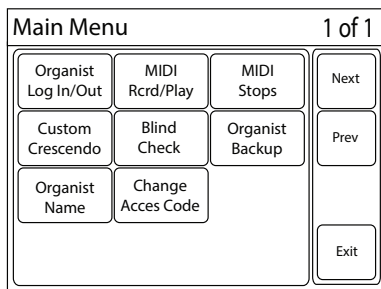 Main Menu 1 of 1
Organist
Log In/Out
MIDI
Rcrd/Play
MIDI
Stops
Next
Custom
Crescendo
Blind
Check
Organist
Backup
Prev
Organist
Name
Change
Acces Code
Exit